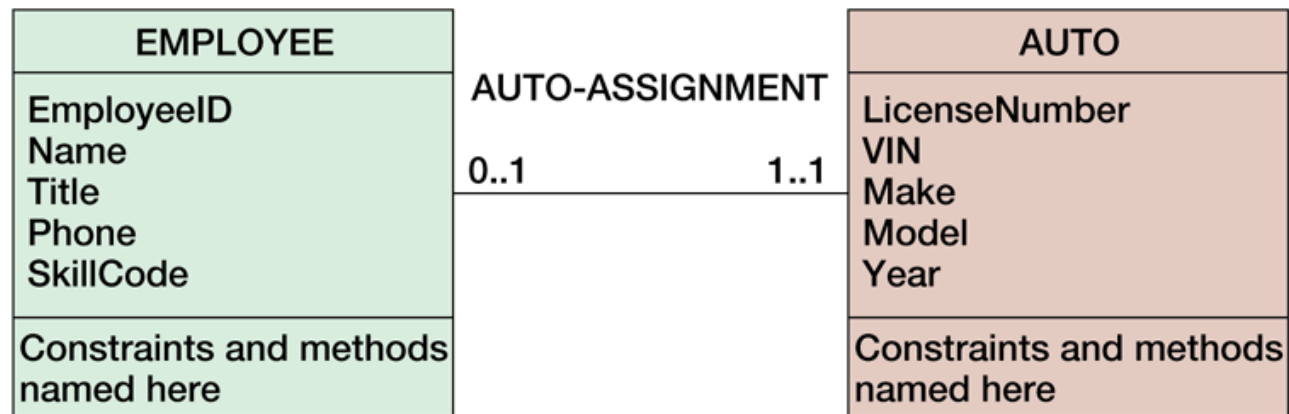 EMPLOYEE
EmployeeID
Name
Title
Phone
SkillCode
Constraints and methods
named here
AUTO-ASSIGNMENT
0..1
1..1
AUTO
LicenseNumber
VIN
Make
Model
Year
Constraints and methods
named here